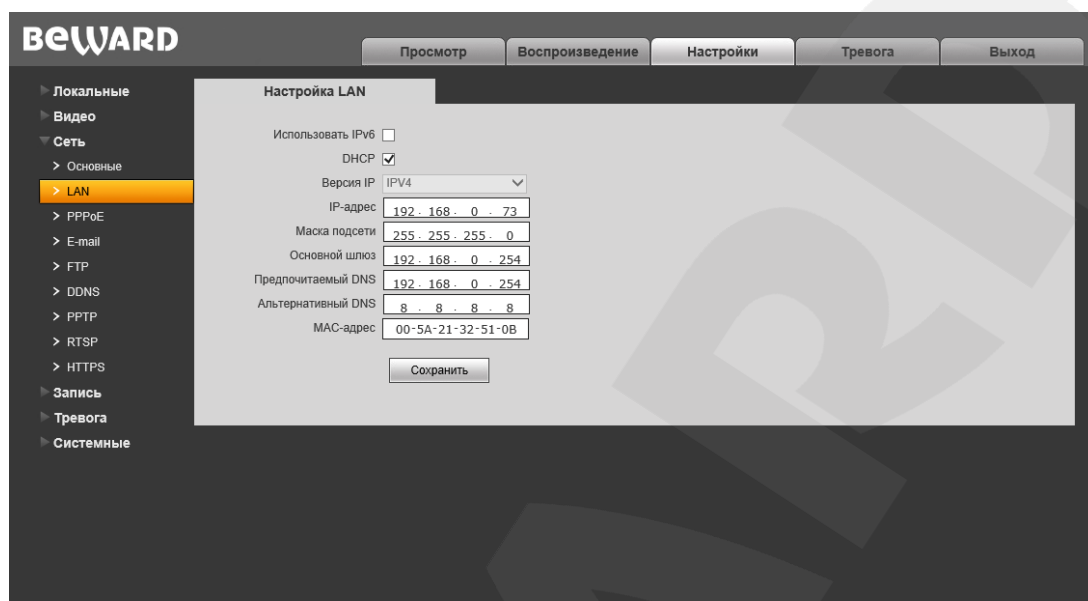 BEWARD
Просмотр Воспроизведение Настройки Тревога Выход
Локальные
Видео
Сеть
Основные
LAN
PPPoE
E-mail
FTP
DDNS
PPTP
RTSP
HTTPS
Запись
Тревога
Системные
Настройка LAN
Использовать IPv6
DHCP
Версия IP IPV4
IP-адрес 192. 168. 0 . 73
Маска подсети 255. 255. 255. 0
Основной шлюз 192. 168. 0 . 254
Предпочитаемый DNS 192. 168. 0 . 254
Альтернативный DNS 8 . 8 . 8 . 8
MAC-адрес 00-5A-21-32-51-0B
Сохранить